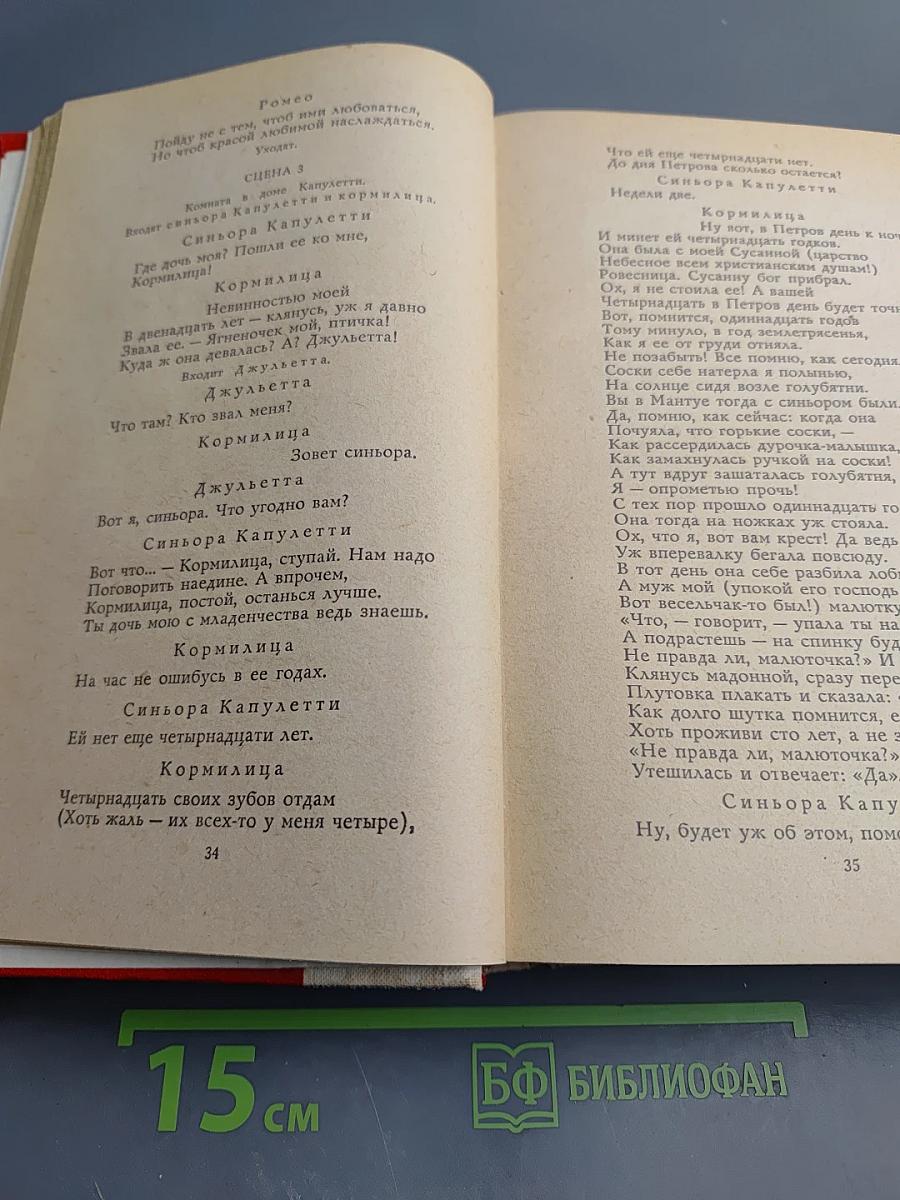 Ромео
Пойду не с тем, чтоб ими любоваться,
Но чтоб красой любимой наслаждаться.
Уходят.
СЦЕНА 3
Комната в доме Капулетти.
Входят синьора Капулетти и кормилица.
Синьора Капулетти
Где дочь моя? Пошли ее ко мне,
Кормилица!
Кормилица
Невинностью моей
В двенадцать лет — клянусь, уж я давно
Звала ее. — Ягненочек мой, птичка!
Куда ж она девалась? А? Джульетта!
Входит Джульетта.
Джульетта
Что там? Кто звал меня?
Кормилица
Зовет синьора.
Джульетта
Вот я, синьора. Что угодно вам?
Синьора Капулетти
Вот что... — Кормилица, ступай. Нам надо
Поговорить наедине. А впрочем,
Кормилица, постой, останься лучше.
Ты дочь мою с младенчества ведь знаешь.
Кормилица
На час не ошибусь в ее годах.
Синьора Капулетти
Ей нет еще четырнадцати лет.
Кормилица
Четырнадцать своих зубов отдам
(Хоть жаль — их всех-то у меня четыре),
34
Что ей еще четырнадцати нет.
До дня Петрова сколько остается?
Синьора Капулетти
Недели две.
Кормилица
Ну вот, в Петров день к ноч
И минет ей четырнадцать годков.
Она была с моей Сусанной (царство
Небесное всем христианским душам!)
Ровесница. Сусанну бог прибрал.
Ох, я не стоила ее! А вашей
Четырнадцать в Петров день будет точн
Вот, помнится, одиннадцать годов
Тому минуло, в год землетрясенья,
Как я ее от груди отняла.
Не позабыть! Все помню, как сегодня.
Соски себе натерла я полынью,
На солнце сидя возле голубятни.
Вы в Мантуе тогда с синьором были.
Да, помню, как сейчас: когда она
Почуяла, что горькие соски, —
Как рассердилась дурочка-малышка,
Как замахнулась ручкой на соски!
А тут вдруг зашаталась голубятня,
Я — опрометью прочь!
С тех пор прошло одиннадцать го
Она тогда на ножках уж стояла.
Ох, что я, вот вам крест! Да ведь
Уж вперевалку бегала повсюду.
В тот день она себе разбила лоби
А муж мой (упокой его господь
Вот весельчак-то был!) малютку
«Что, — говорит, — упала ты на
А подрастешь — на спинку буд
Не правда ли, малюточка?» И
Клянусь мадонной, сразу пере
Плутовка плакать и сказала:
Как долго шутка помнится, е
Хоть проживи сто лет, а не з
«Не правда ли, малюточка?»
Утешилась и отвечает: «Да».
Синьора Капу
Ну, будет уж об этом, помо
35
15 см
БФ БИБЛИОФАН